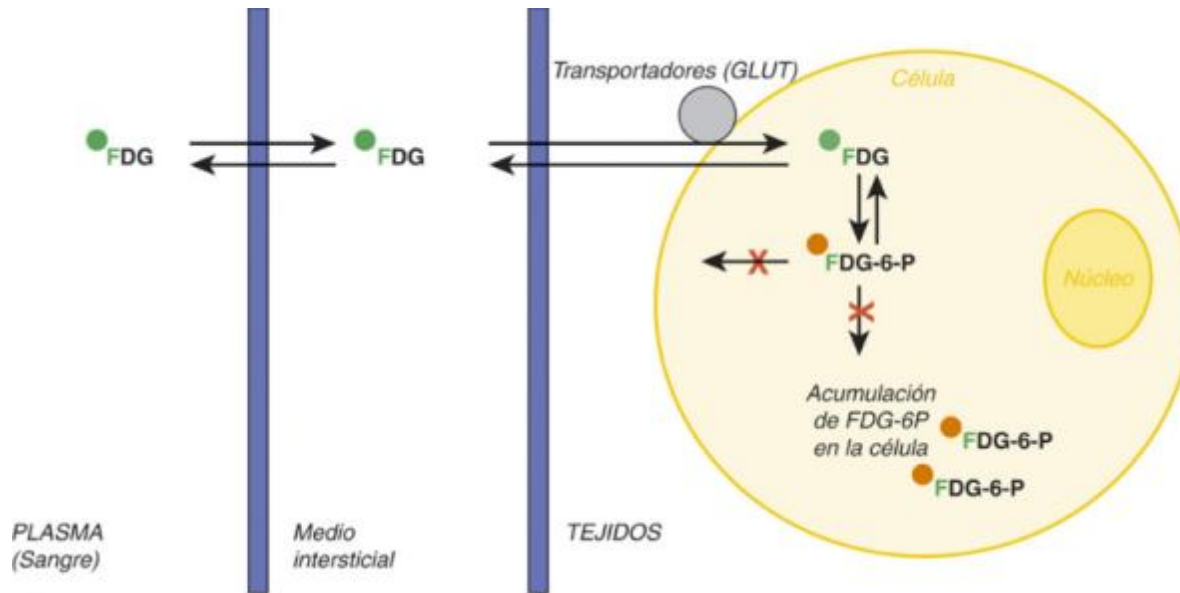 Transportadores (GLUT)
Célula
FDG
FDG
FDG
FDG-6-P
Núcleo
Acumulación
de FDG-6P
en la célula
FDG-6-P
FDG-6-P
PLASMA
(Sangre)
Medio
intersticial
TEJIDOS